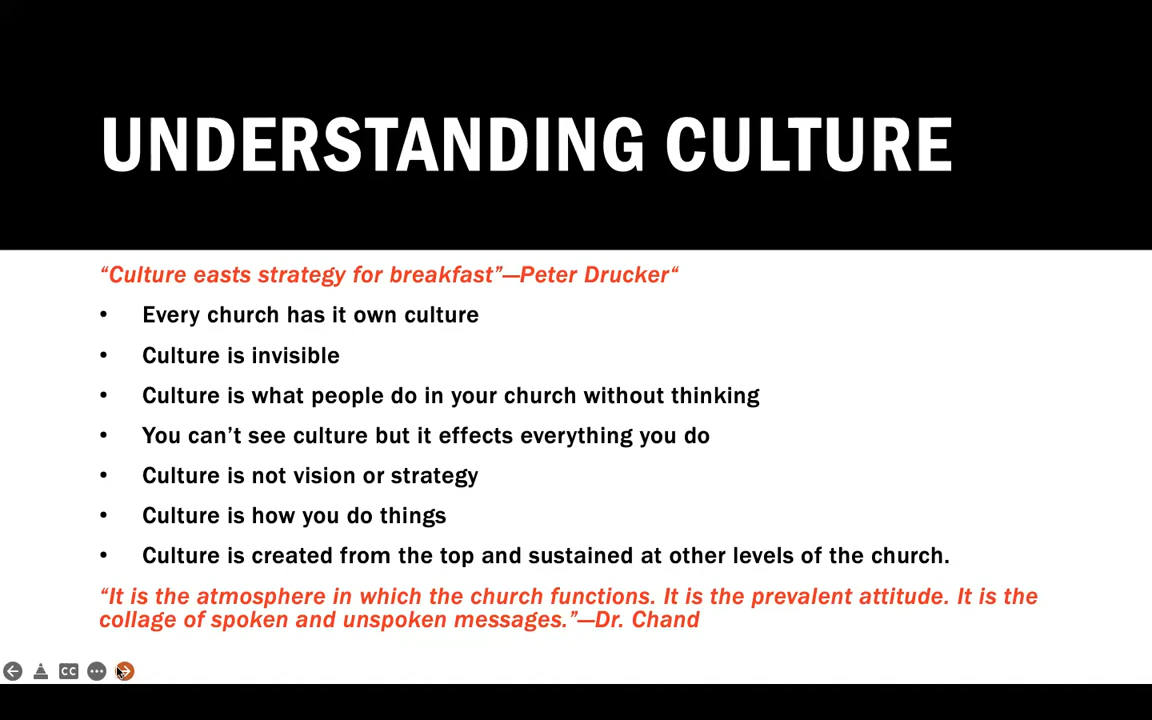 UNDERSTANDING CULTURE
“Culture easts strategy for breakfast”—Peter Drucker“
• Every church has it own culture
• Culture is invisible
• Culture is what people do in your church without thinking
• You can’t see culture but it effects everything you do
• Culture is not vision or strategy
• Culture is how you do things
• Culture is created from the top and sustained at other levels of the church.
“It is the atmosphere in which the church functions. It is the prevalent attitude. It is the
collage of spoken and unspoken messages.”—Dr. Chand
CC